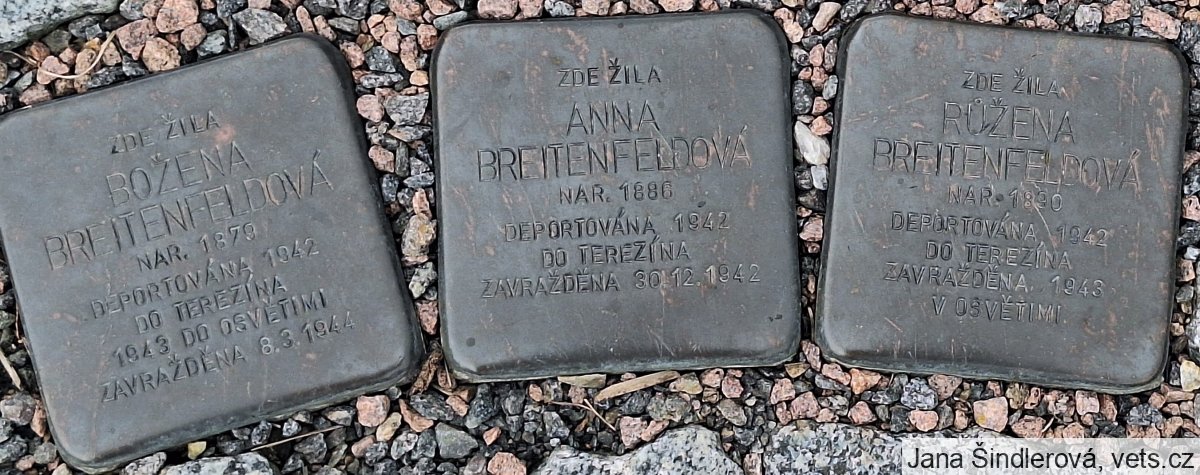 ZDE ŽILA
BOŽENA
BREITENFELDOVÁ
NAR. 1879
DEPORTOVÁNA 1942
DO TEREZÍNA
1943 DO OSVĚTIMI
ZAVRAŽDĚNA 8.3.1944
ZDE ŽILA
ANNA
BREITENFELDOVÁ
NAR. 1886
DEPORTOVÁNA 1942
DO TEREZÍNA
ZAVRAŽDĚNA 30.12.1942
ZDE ŽILA
RŮŽENA
BREITENFELDOVÁ
NAR. 1890
DEPORTOVÁNA 1942
DO TEREZÍNA
ZAVRAŽDĚNA 1943
V OSVĚTIMI
Jana Šindlerová vets.cz